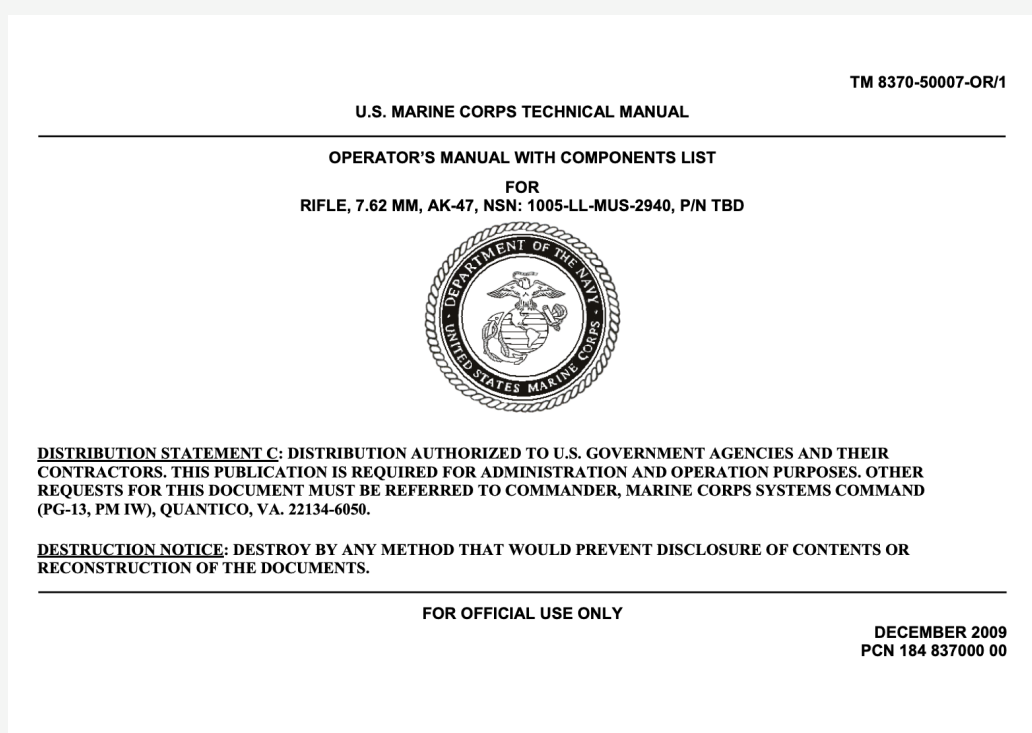 TM 8370-50007-OR/1
U.S. MARINE CORPS TECHNICAL MANUAL
OPERATOR’S MANUAL WITH COMPONENTS LIST
FOR
RIFLE, 7.62 MM, AK-47, NSN: 1005-LL-MUS-2940, P/N TBD
DEPARTMENT OF THE NAVY
UNITED STATES MARINE CORPS
DISTRIBUTION STATEMENT C: DISTRIBUTION AUTHORIZED TO U.S. GOVERNMENT AGENCIES AND THEIR
CONTRACTORS. THIS PUBLICATION IS REQUIRED FOR ADMINISTRATION AND OPERATION PURPOSES. OTHER
REQUESTS FOR THIS DOCUMENT MUST BE REFERRED TO COMMANDER, MARINE CORPS SYSTEMS COMMAND
(PG-13, PM IW), QUANTICO, VA. 22134-6050.
DESTRUCTION NOTICE: DESTROY BY ANY METHOD THAT WOULD PREVENT DISCLOSURE OF CONTENTS OR
RECONSTRUCTION OF THE DOCUMENTS.
FOR OFFICIAL USE ONLY
DECEMBER 2009
PCN 184 837000 00